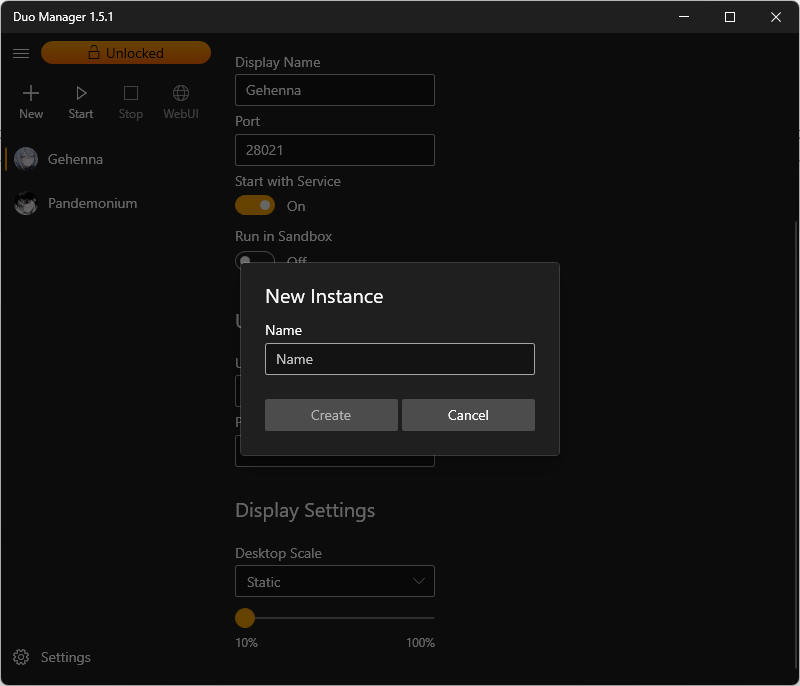 Duo Manager 1.5.1
Unlocked
New Start Stop WebUI
Gehenna
Pandemonium
Settings
Display Name
Gehenna
Port
28021
Start with Service
On
Run in Sandbox
Off
New Instance
Name
Name
Create Cancel
Display Settings
Desktop Scale
Static
10% 100%